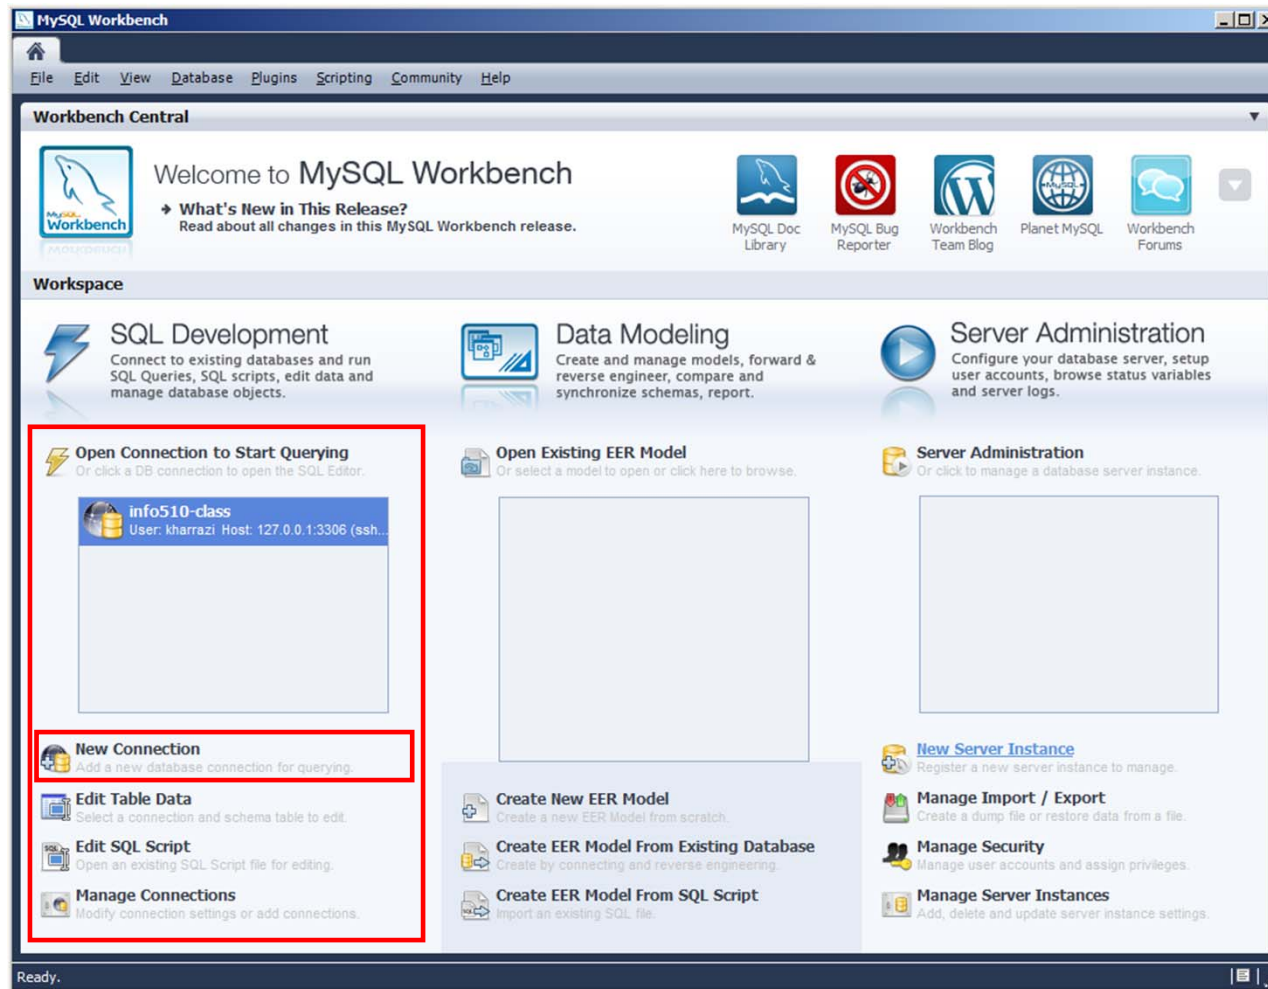 MySQL Workbench
File Edit View Database Plugins Scripting Community Help
Workbench Central
MySQL
Workbench
Welcome to MySQL Workbench
What's New in This Release?
Read about all changes in this MySQL Workbench release.
MySQL Doc
Library
MySQL Bug
Reporter
Workbench
Team Blog
MySQL
Planet MySQL
Workbench
Forums
Workspace
SQL Development
Connect to existing databases and run
SQL Queries, SQL scripts, edit data and
manage database objects.
Open Connection to Start Querying
Or click a DB connection to open the SQL Editor.
info510-class
User: kharrazi Host: 127.0.0.1:3306 (ssh...
New Connection
Add a new database connection for querying.
Edit Table Data
Select a connection and schema table to edit.
Edit SQL Script
Open an existing SQL Script file for editing.
Manage Connections
Modify connection settings or add connections.
Data Modeling
Create and manage models, forward &
reverse engineer, compare and
synchronize schemas, report.
Open Existing EER Model
Or select a model to open or click here to browse.
Create New EER Model
Create a new EER Model from scratch.
Create EER Model From Existing Database
Create by connecting and reverse engineering.
Create EER Model From SQL Script
Import an existing SQL file.
Server Administration
Configure your database server, setup
user accounts, browse status variables
and server logs.
Server Administration
Or click to manage a database server instance.
New Server Instance
Register a new server instance to manage.
Manage Import / Export
Create a dump file or restore data from a file.
Manage Security
Manage user accounts and assign privileges.
Manage Server Instances
Add, delete and update server instance settings.
Ready.